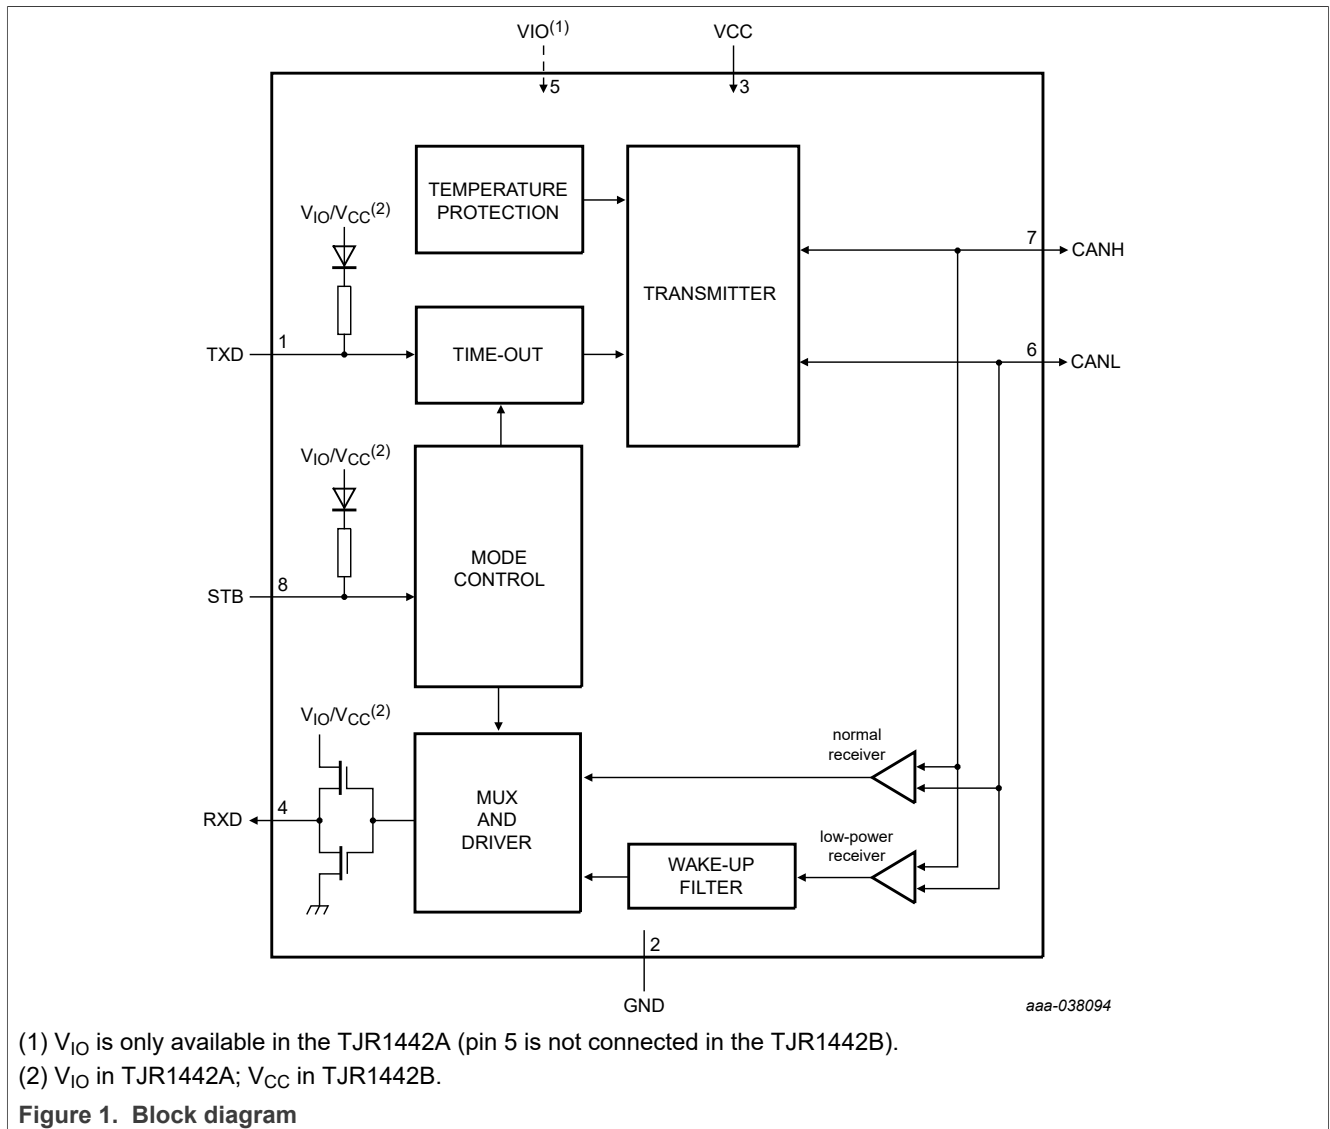 VIO(1)
VCC
5
3
TEMPERATURE
PROTECTION
VIO/VCC(2)
7
CANH
TRANSMITTER
TXD
1
TIME-OUT
6
CANL
VIO/VCC(2)
MODE
CONTROL
STB
8
VIO/VCC(2)
normal
receiver
MUX
AND
DRIVER
RXD
4
low-power
receiver
WAKE-UP
FILTER
2
GND
aaa-038094
(1) VIO is only available in the TJR1442A (pin 5 is not connected in the TJR1442B).
(2) VIO in TJR1442A; VCC in TJR1442B.
Figure 1. Block diagram